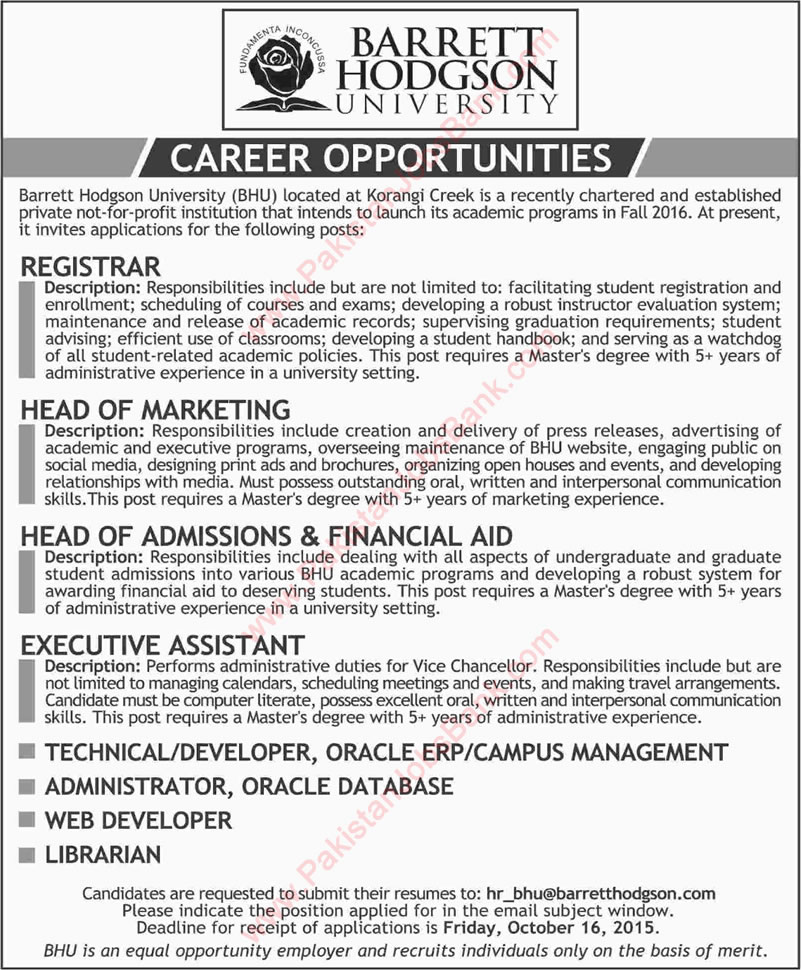 FUNDAMENTA INCONCUSSA
BARRETT
HODGSON
UNIVERSITY
CAREER OPPORTUNITIES
Barrett Hodgson University (BHU) located at Korangi Creek is a recently chartered and established
private not-for-profit institution that intends to launch its academic programs in Fall 2016. At present,
it invites applications for the following posts:
REGISTRAR
Description: Responsibilities include but are not limited to: facilitating student registration and
enrollment; scheduling of courses and exams; developing a robust instructor evaluation system;
maintenance and release of academic records; supervising graduation requirements; student
advising; efficient use of classrooms; developing a student handbook; and serving as a watchdog
of all student-related academic policies. This post requires a Master's degree with 5+ years of
administrative experience in a university setting.
HEAD OF MARKETING
Description: Responsibilities include creation and delivery of press releases, advertising of
academic and executive programs, overseeing maintenance of BHU website, engaging public on
social media, designing print ads and brochures, organizing open houses and events, and developing
relationships with media. Must possess outstanding oral, written and interpersonal communication
skills.This post requires a Master's degree with 5+ years of marketing experience.
HEAD OF ADMISSIONS & FINANCIAL AID
Description: Responsibilities include dealing with all aspects of undergraduate and graduate
student admissions into various BHU academic programs and developing a robust system for
awarding financial aid to deserving students. This post requires a Master's degree with 5+ years
of administrative experience in a university setting.
EXECUTIVE ASSISTANT
Description: Performs administrative duties for Vice Chancellor. Responsibilities include but are
not limited to managing calendars, scheduling meetings and events, and making travel arrangements.
Candidate must be computer literate, possess excellent oral, written and interpersonal communication
skills. This post requires a Master's degree with 5+ years of administrative experience.
TECHNICAL/DEVELOPER, ORACLE ERP/CAMPUS MANAGEMENT
ADMINISTRATOR, ORACLE DATABASE
WEB DEVELOPER
LIBRARIAN
Candidates are requested to submit their resumes to: hr_bhu@barretthodgson.com
Please indicate the position applied for in the email subject window.
Deadline for receipt of applications is Friday, October 16, 2015.
BHU is an equal opportunity employer and recruits individuals only on the basis of merit.
www.PakistanJobsBank.com
www.PakistanJobsBank.com
www.PakistanJobsBank.com